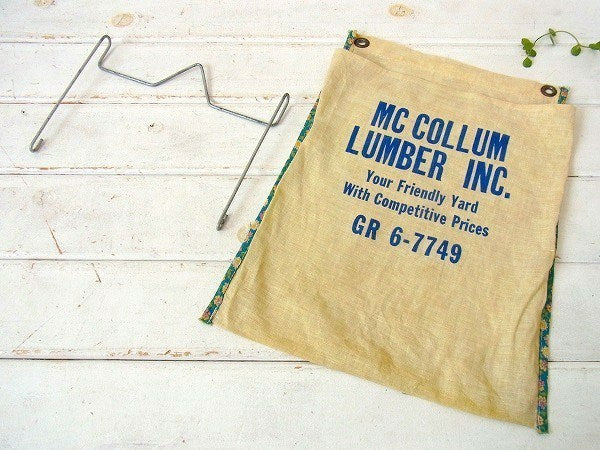 MC COLLUM
LUMBER INC.
Your Friendly Yard
With Competitive Prices
GR 6-7749